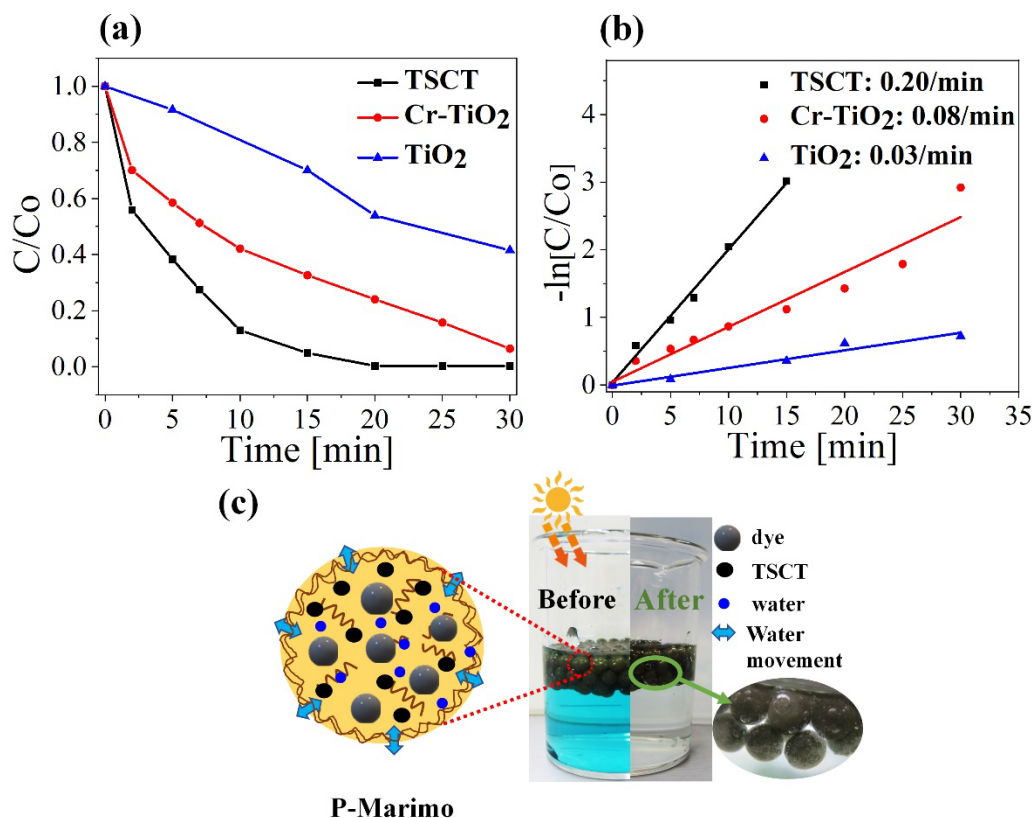 (a)
TSCT
Cr-TiO2
TiO2
1.0
0.8
0.6
0.4
0.2
0.0
C/Co
0 5 10 15 20 25 30
Time [min]
(b)
TSCT: 0.20/min
Cr-TiO2: 0.08/min
TiO2: 0.03/min
4
3
2
1
0
-ln[C/Co]
0 5 10 15 20 25 30 35
Time [min]
(c)
Before
After
dye
TSCT
water
Water
movement
P-Marimo